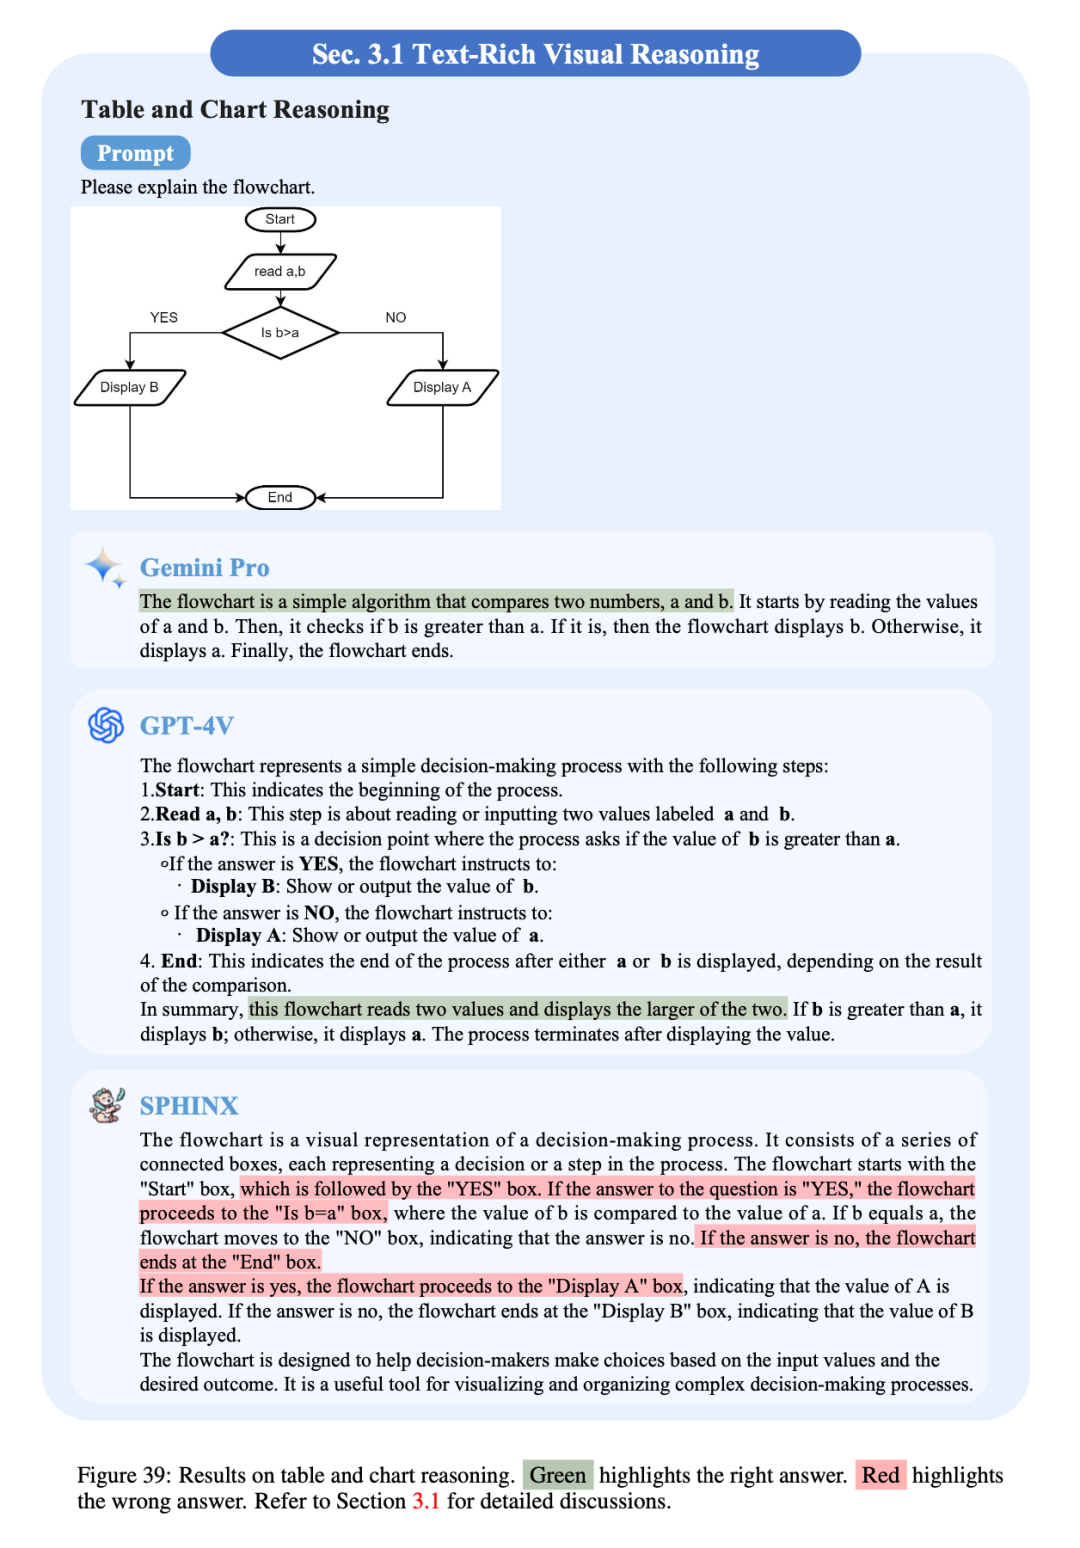 Sec. 3.1 Text-Rich Visual Reasoning
Table and Chart Reasoning
Prompt
Please explain the flowchart.
Start
read a,b
YES
NO
Is b>a
Display B
Display A
End
Gemini Pro
The flowchart is a simple algorithm that compares two numbers, a and b. It starts by reading the values
of a and b. Then, it checks if b is greater than a. If it is, then the flowchart displays b. Otherwise, it
displays a. Finally, the flowchart ends.
GPT-4V
The flowchart represents a simple decision-making process with the following steps:
1.Start: This indicates the beginning of the process.
2.Read a, b: This step is about reading or inputting two values labeled a and b.
3.Is b > a?: This is a decision point where the process asks if the value of b is greater than a.
∘If the answer is YES, the flowchart instructs to:
· Display B: Show or output the value of b.
∘ If the answer is NO, the flowchart instructs to:
· Display A: Show or output the value of a.
4. End: This indicates the end of the process after either a or b is displayed, depending on the result
of the comparison.
In summary, this flowchart reads two values and displays the larger of the two. If b is greater than a, it
displays b; otherwise, it displays a. The process terminates after displaying the value.
SPHINX
The flowchart is a visual representation of a decision-making process. It consists of a series of
connected boxes, each representing a decision or a step in the process. The flowchart starts with the
"Start" box, which is followed by the "YES" box. If the answer to the question is "YES," the flowchart
proceeds to the "Is b=a" box, where the value of b is compared to the value of a. If b equals a, the
flowchart moves to the "NO" box, indicating that the answer is no. If the answer is no, the flowchart
ends at the "End" box.
If the answer is yes, the flowchart proceeds to the "Display A" box, indicating that the value of A is
displayed. If the answer is no, the flowchart ends at the "Display B" box, indicating that the value of B
is displayed.
The flowchart is designed to help decision-makers make choices based on the input values and the
desired outcome. It is a useful tool for visualizing and organizing complex decision-making processes.
Figure 39: Results on table and chart reasoning. Green highlights the right answer. Red highlights
the wrong answer. Refer to Section 3.1 for detailed discussions.